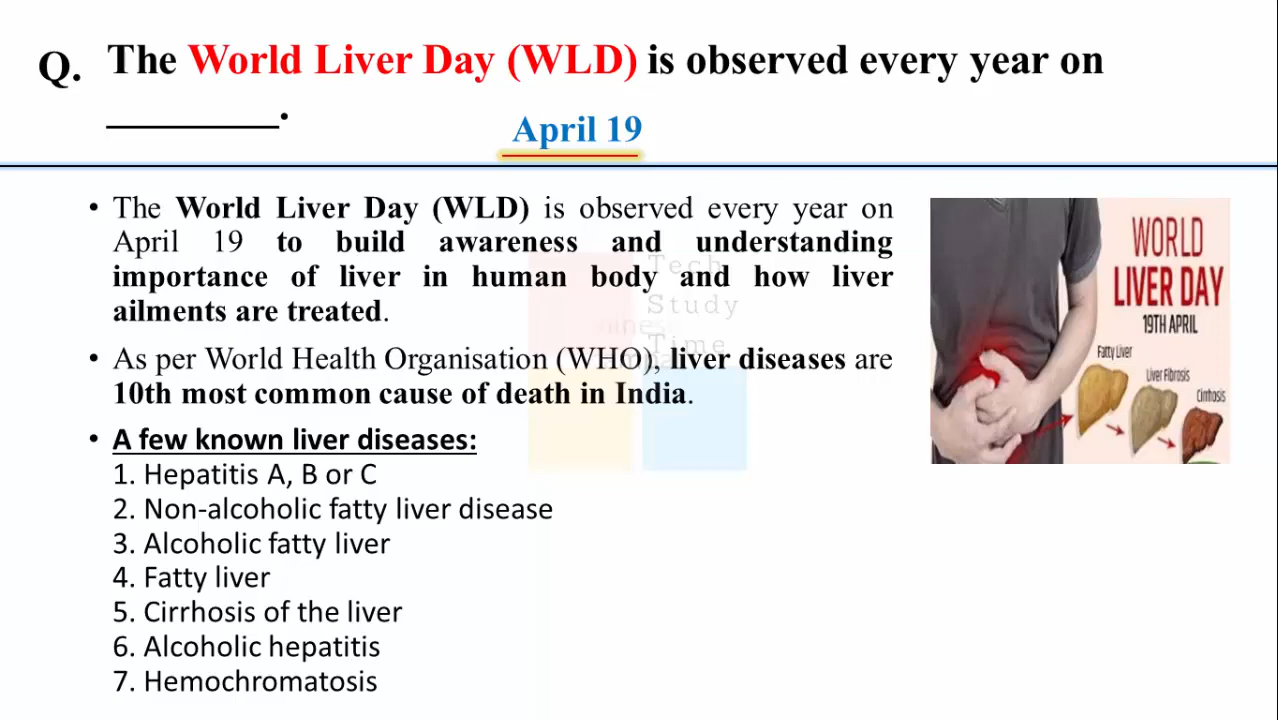 Q. The World Liver Day (WLD) is observed every year on
________.
April 19
• The World Liver Day (WLD) is observed every year on
April 19 to build awareness and understanding
importance of liver in human body and how liver
ailments are treated.
• As per World Health Organisation (WHO), liver diseases are
10th most common cause of death in India.
• A few known liver diseases:
1. Hepatitis A, B or C
2. Non-alcoholic fatty liver disease
3. Alcoholic fatty liver
4. Fatty liver
5. Cirrhosis of the liver
6. Alcoholic hepatitis
7. Hemochromatosis
WORLD
LIVER DAY
19TH APRIL
Fatty Liver
Liver Fibrosis
Cirrhosis
Tech
Study
Time